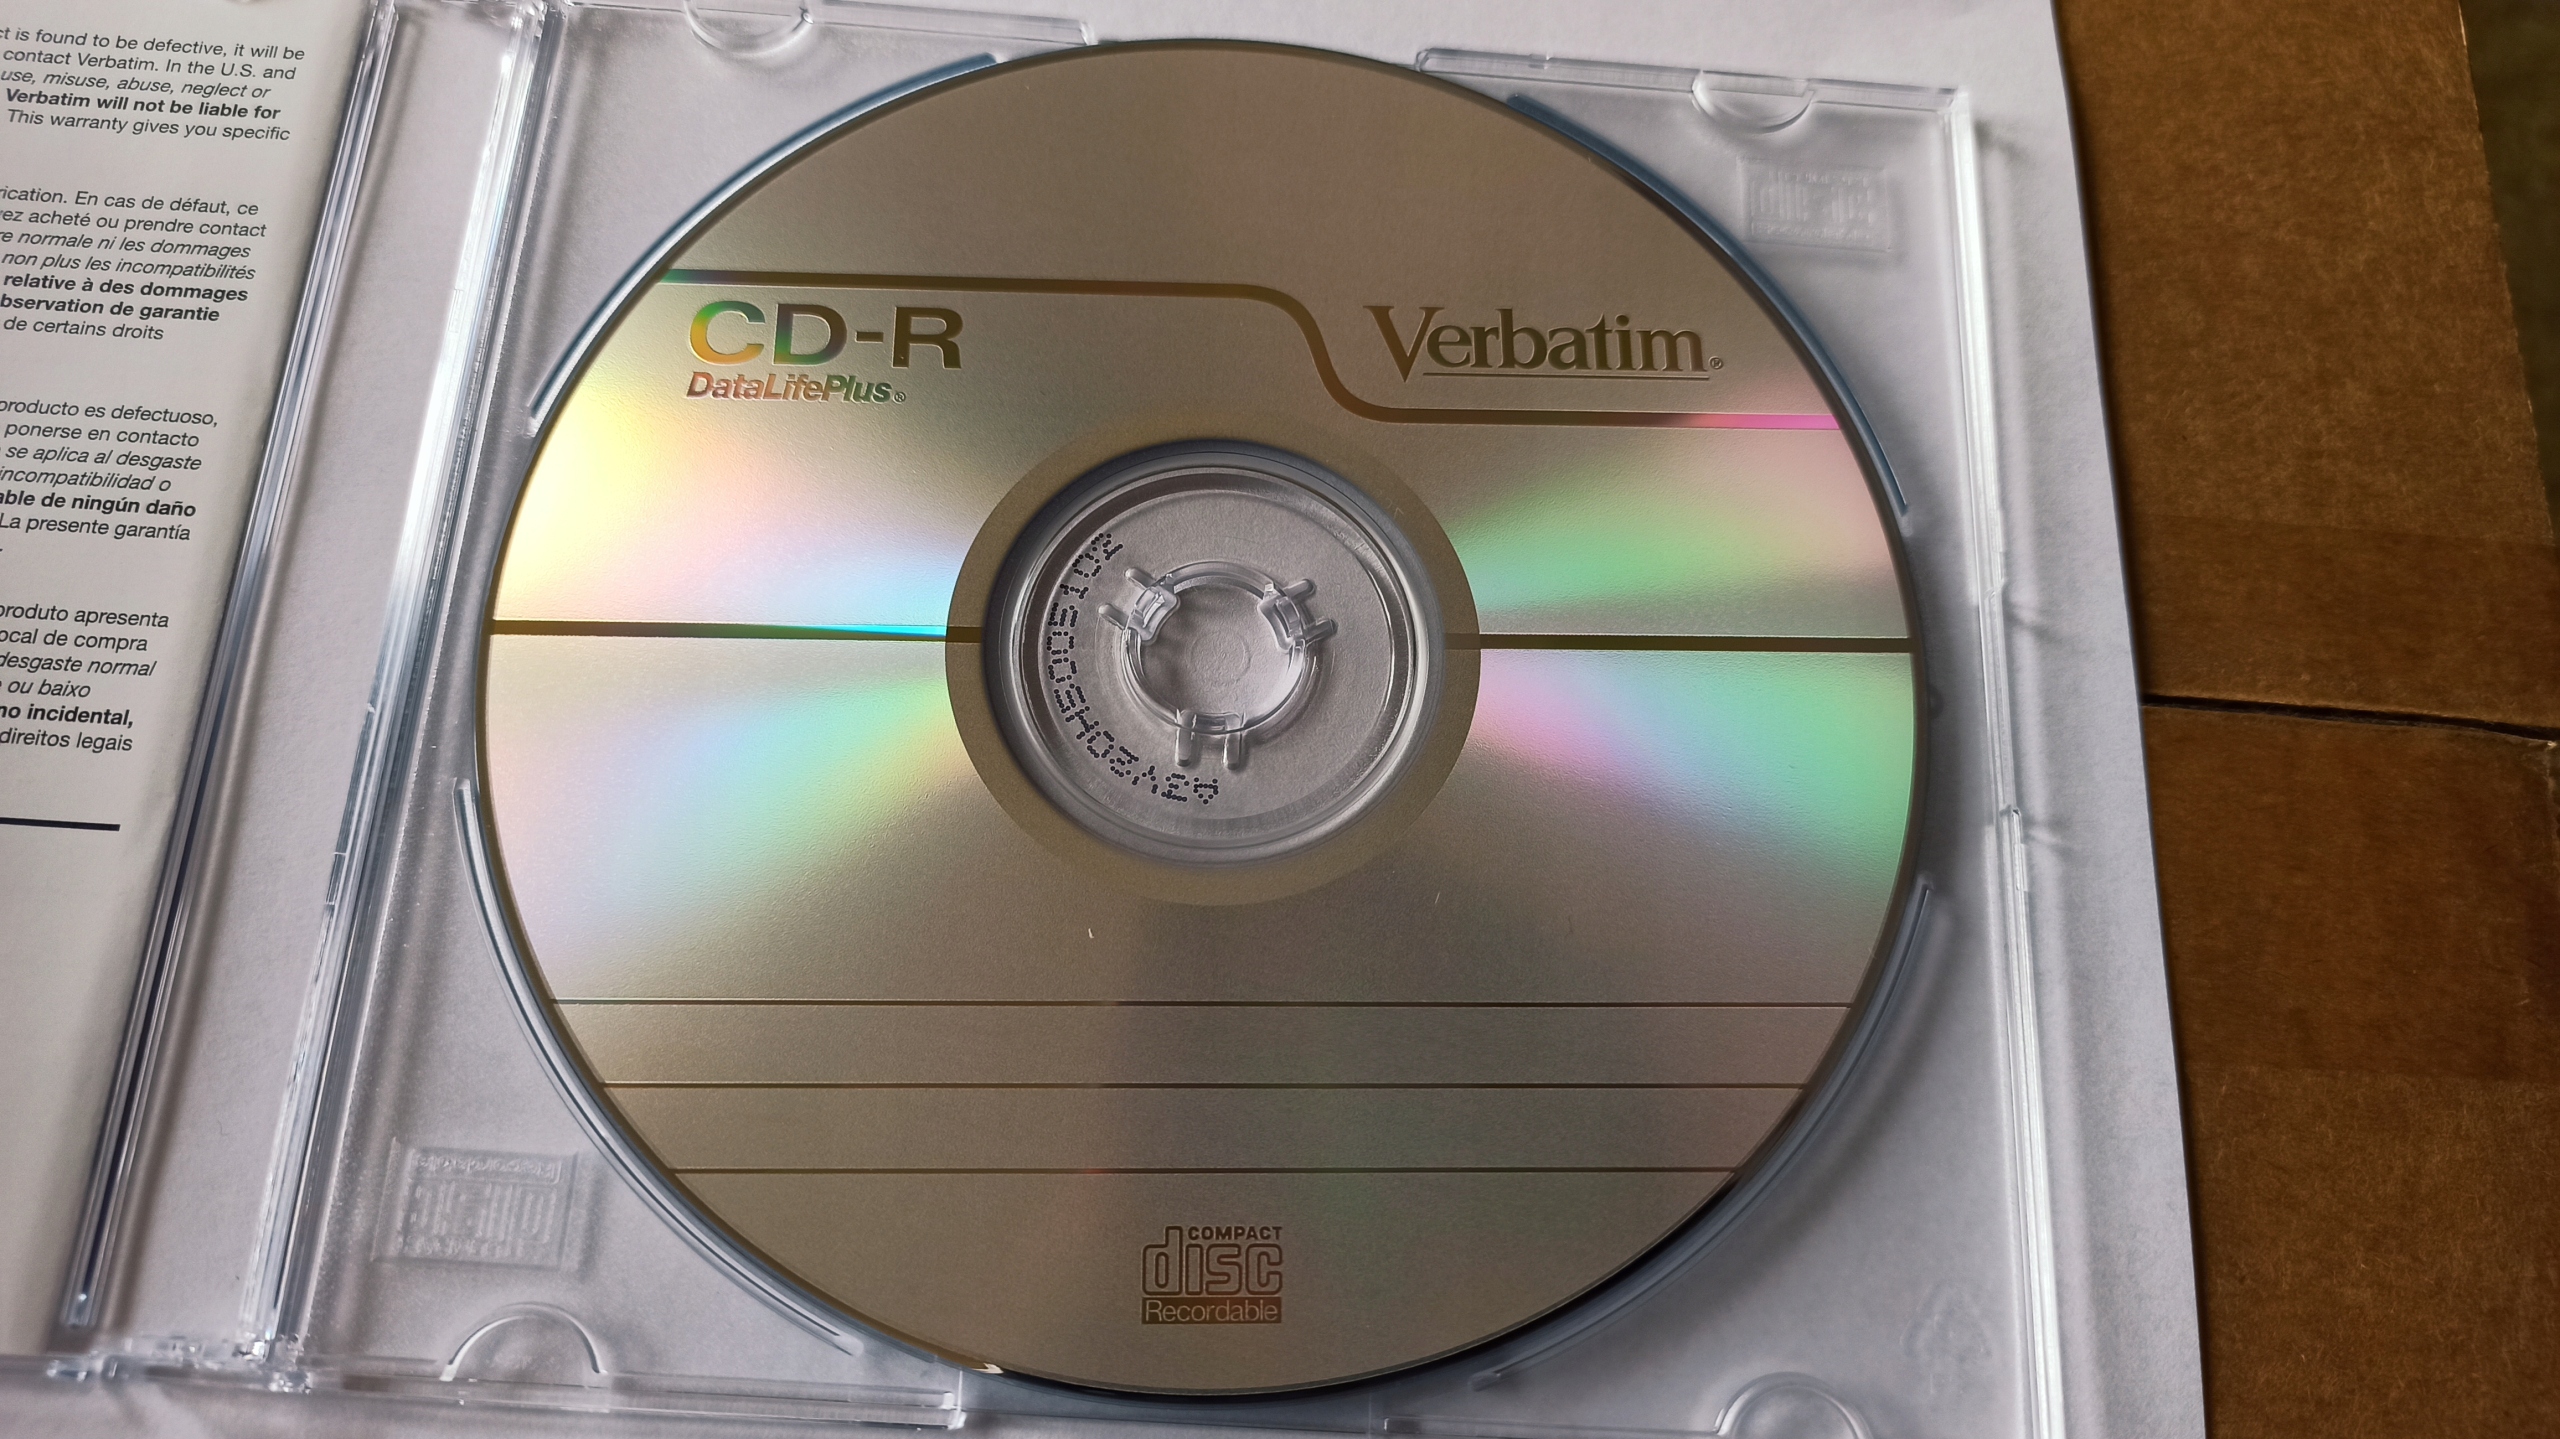 t is found to be defective, it will be
contact Verbatim. In the U.S. and
use, misuse, abuse, neglect or
Verbatim will not be liable for
This warranty gives you specific
rication. En cas de défaut, ce
ez acheté ou prendre contact
e normale ni les dommages
non plus les incompatibilités
relative à des dommages
bservation de garantie
de certains droits
producto es defectuoso,
ponerse en contacto
se aplica al desgaste
incompatibilidad o
able de ningún daño
La presente garantía
produto apresenta
ocal de compra
desgaste normal
ou baixo
no incidental,
direitos legais
CD-R
DataLifePlus®
Verbatim®
COMPACT
disc
Recordable